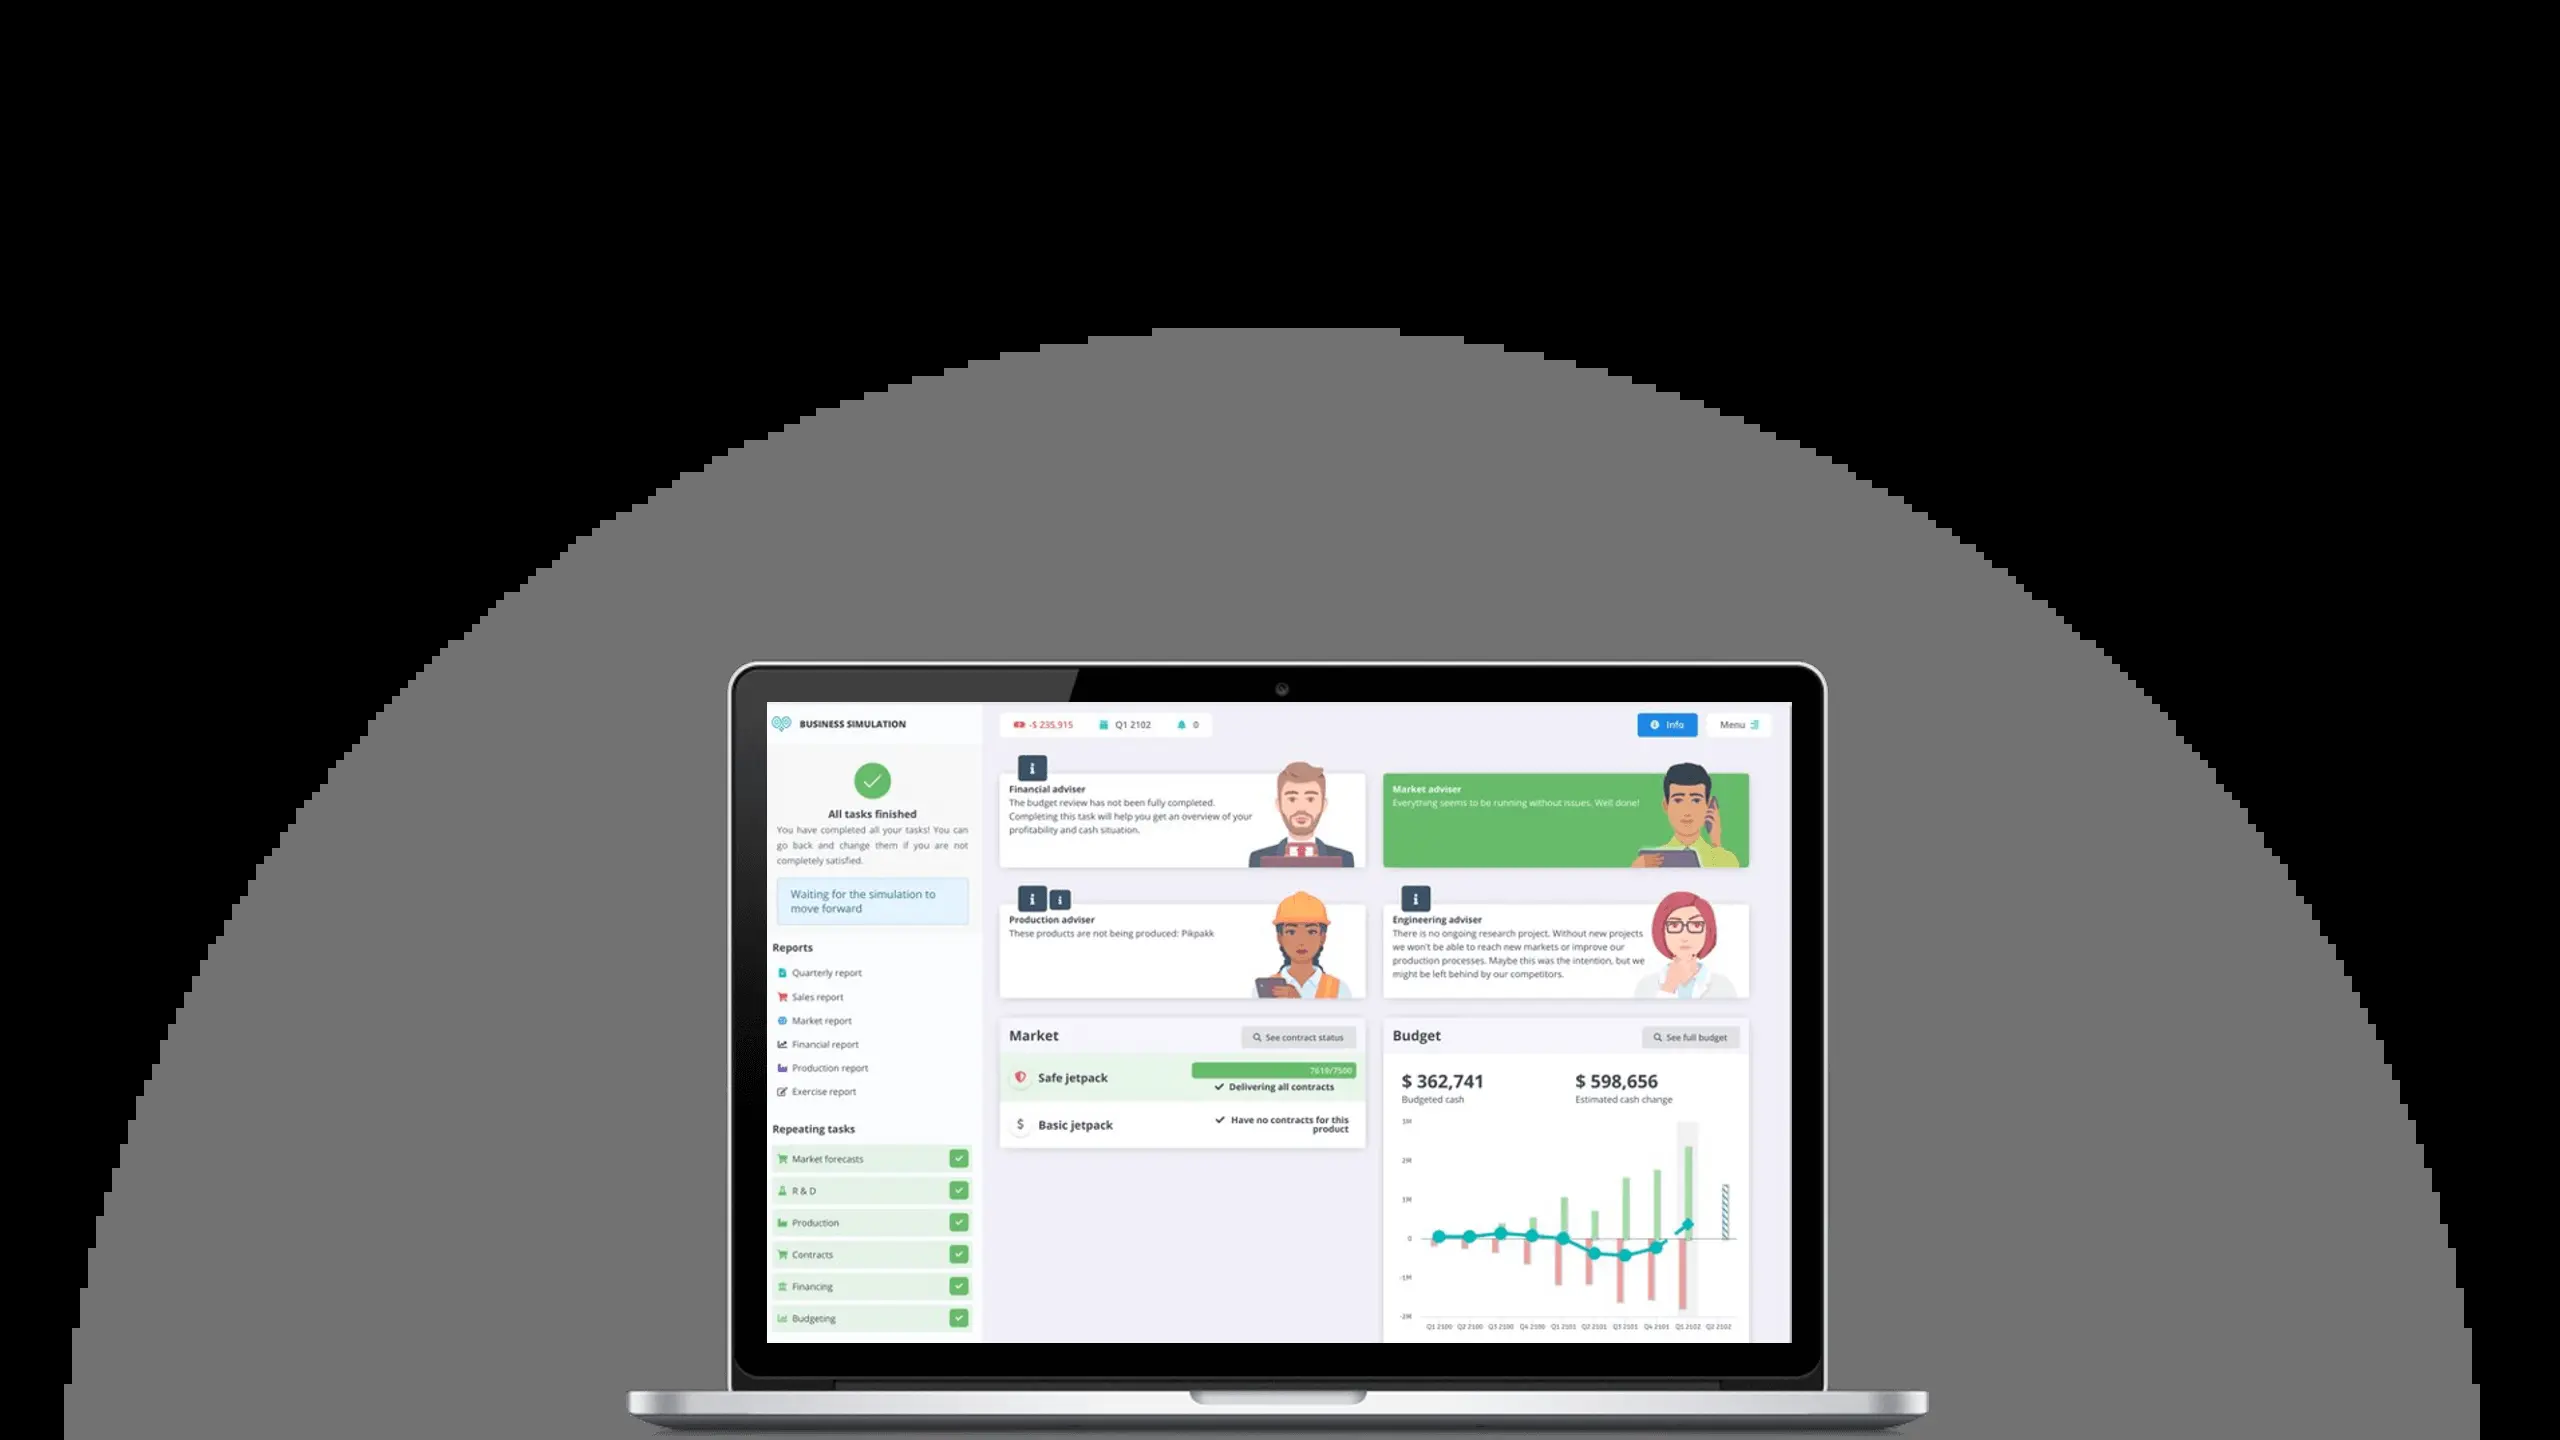 BUSINESS SIMULATION
-$ 235,915
Q1 2102
0
Info
Menu
All tasks finished
You have completed all your tasks! You can
go back and change them if you are not
completely satisfied.
Waiting for the simulation to
move forward
Reports
Quarterly report
Sales report
Market report
Financial report
Production report
Exercise report
Repeating tasks
Market forecasts
R & D
Production
Contracts
Financing
Budgeting
Financial adviser
The budget review has not been fully completed.
Completing this task will help you get an overview of your
profitability and cash situation.
Market adviser
Everything seems to be running without issues. Well done!
Production adviser
These products are not being produced: Pikpakk
Engineering adviser
There is no ongoing research project. Without new projects
we won't be able to reach new markets or improve our
production processes. Maybe this was the intention, but we
might be left behind by our competitors.
Market
See contract status
Safe jetpack
7619/7500
Delivering all contracts
Basic jetpack
Have no contracts for this
product
Budget
See full budget
$ 362,741
Budgeted cash
$ 598,656
Estimated cash change
2M
1M
0
-1M
-2M
Q1 2100 Q2 2100 Q3 2100 Q4 2100 Q1 2101 Q2 2101 Q3 2101 Q4 2101 Q1 2102 Q2 2102